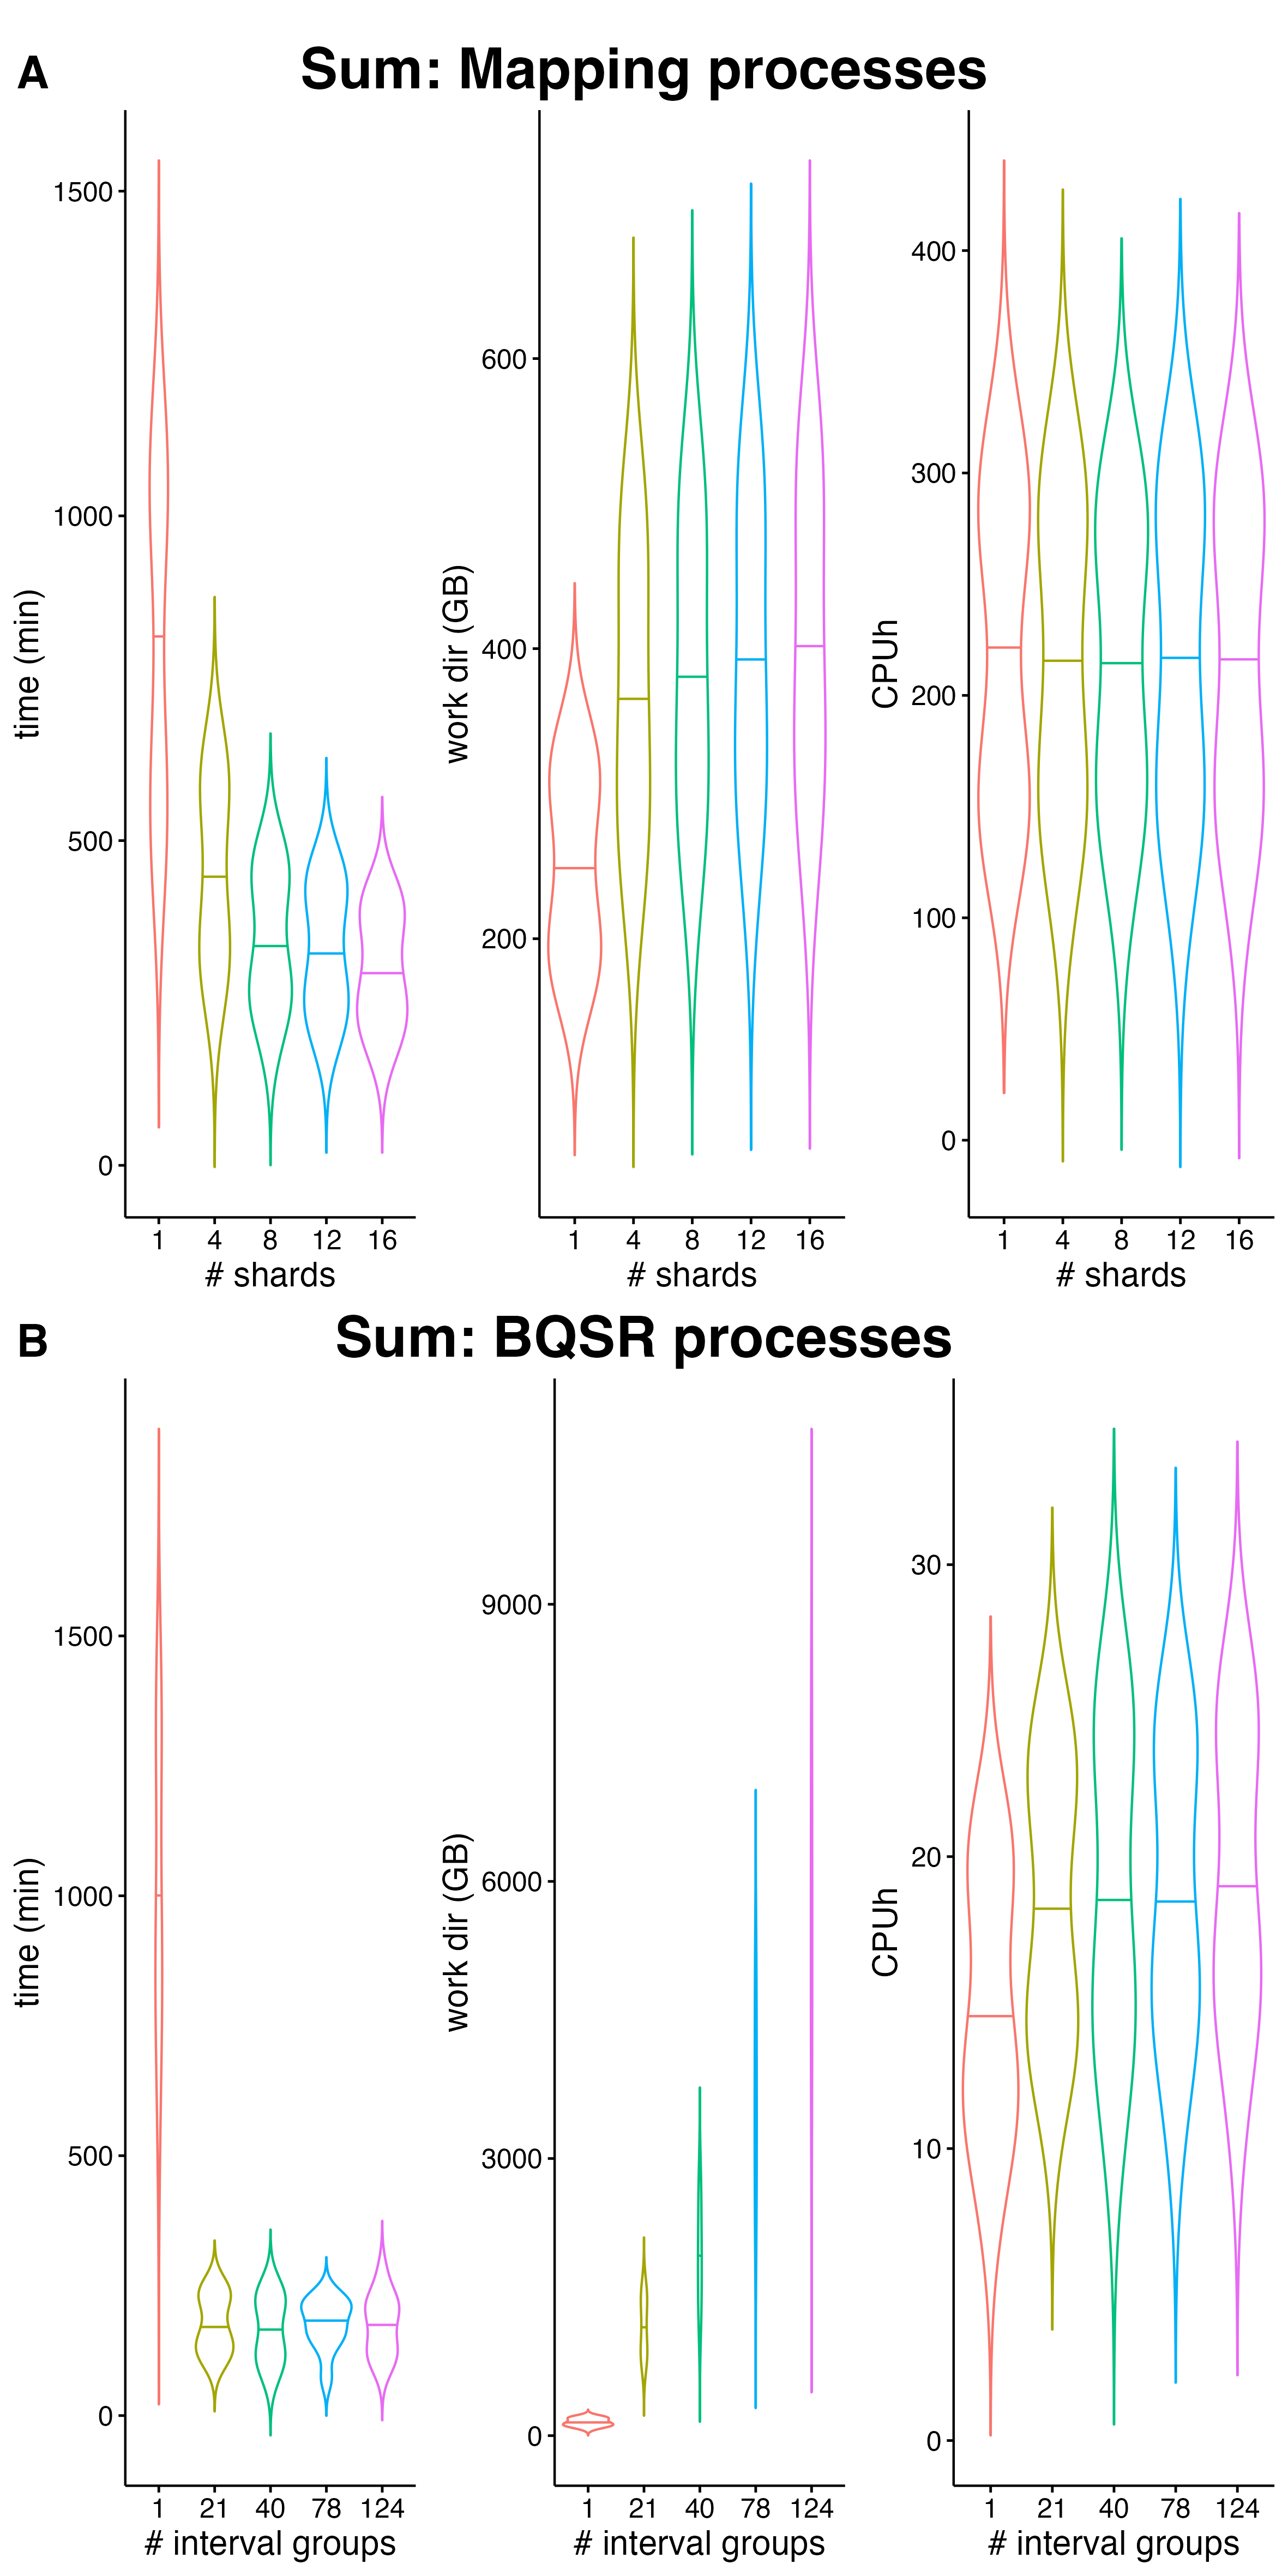 A
Sum: Mapping processes
time (min)
1500
1000
500
0
1 4 8 12 16
# shards
work dir (GB)
600
400
200
1 4 8 12 16
# shards
CPUh
400
300
200
100
0
1 4 8 12 16
# shards
B
Sum: BQSR processes
time (min)
1500
1000
500
0
1 21 40 78 124
# interval groups
work dir (GB)
9000
6000
3000
0
1 21 40 78 124
# interval groups
CPUh
30
20
10
0
1 21 40 78 124
# interval groups